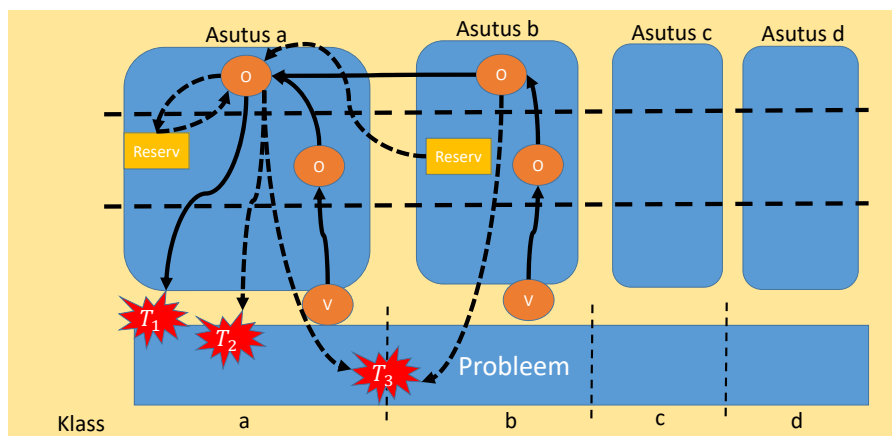 Asutus a
Asutus b
Asutus c
Asutus d
O
O
Reserv
Reserv
O
O
V
V
T₁
T₂
T₃
Probleem
Klass
a
b
c
d